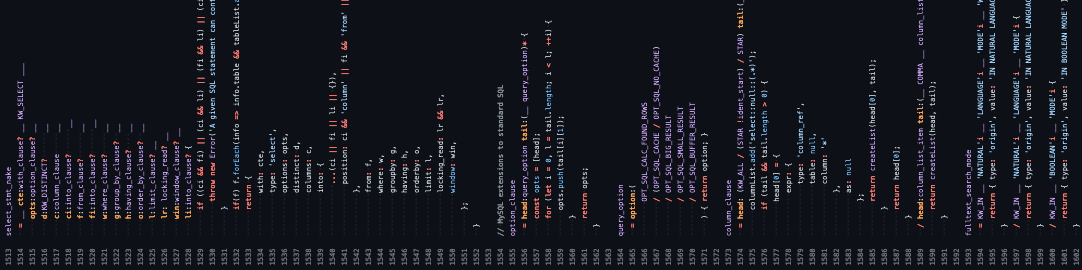 1513 select_stmt_nake
1514 = __ cte:with_clause? __ KW_SELECT __
1515 opts:option_clause? __
1516 d:KW_DISTINCT? __
1517 c:column_clause __
1518 ci:into_clause? __
1519 f:from_clause? __
1520 fi:into_clause? __
1521 w:where_clause? __
1522 g:group_by_clause? __
1523 h:having_clause? __
1524 o:order_by_clause? __
1525 l:limit_clause? __
1526 lr: locking_read? __
1527 win:window_clause? __
1528 li:into_clause? {
1529 if ((ci && fi) || (ci && li) || (fi && li) || (ci
1530 throw new Error('A given SQL statement can cont
1531 }
1532 if(f) f.forEach(info => info.table && tableList.a
1533 return {
1534 with: cte,
1535 type: 'select',
1536 options: opts,
1537 distinct: d,
1538 columns: c,
1539 into: {
1540 ...(ci || fi || li || {}),
1541 position: ci && 'column' || fi && 'from' ||
1542 },
1543 from: f,
1544 where: w,
1545 groupby: g,
1546 having: h,
1547 orderby: o,
1548 limit: l,
1549 locking_read: lr && lr,
1550 window: win,
1551 };
1552 }
1553
1554 // MySQL extensions to standard SQL
1555 option_clause
1556 = head:query_option tail:(__ query_option)* {
1557 const opts = [head];
1558 for (let i = 0, l = tail.length; i < l; ++i) {
1559 opts.push(tail[i][1]);
1560 }
1561 return opts;
1562 }
1563
1564 query_option
1565 = option:(
1566 OPT_SQL_CALC_FOUND_ROWS
1567 / (OPT_SQL_CACHE / OPT_SQL_NO_CACHE)
1568 / OPT_SQL_BIG_RESULT
1569 / OPT_SQL_SMALL_RESULT
1570 / OPT_SQL_BUFFER_RESULT
1571 ) { return option; }
1572
1573 column_clause
1574 = head: (KW_ALL / (STAR !ident_start) / STAR) tail:(_
1575 columnList.add('select::null::(.*)');
1576 if (tail && tail.length > 0) {
1577 head[0] = {
1578 expr: {
1579 type: 'column_ref',
1580 table: null,
1581 column: '*'
1582 },
1583 as: null
1584 };
1585 return createList(head[0], tail);
1586 }
1587 return head[0];
1588 }
1589 / head:column_list_item tail:(__ COMMA __ column_list
1590 return createList(head, tail);
1591 }
1592
1593 fulltext_search_mode
1594 = KW_IN __ 'NATURAL'i __ 'LANGUAGE'i __ 'MODE'i __ 'W
1595 return { type: 'origin', value: 'IN NATURAL LANGUAG
1596 }
1597 / KW_IN __ 'NATURAL'i __ 'LANGUAGE'i __ 'MODE'i {
1598 return { type: 'origin', value: 'IN NATURAL LANGUAG
1599 }
1600 / KW_IN __ 'BOOLEAN'i __ 'MODE'i {
1601 return { type: 'origin', value: 'IN BOOLEAN MODE' }
1602 }